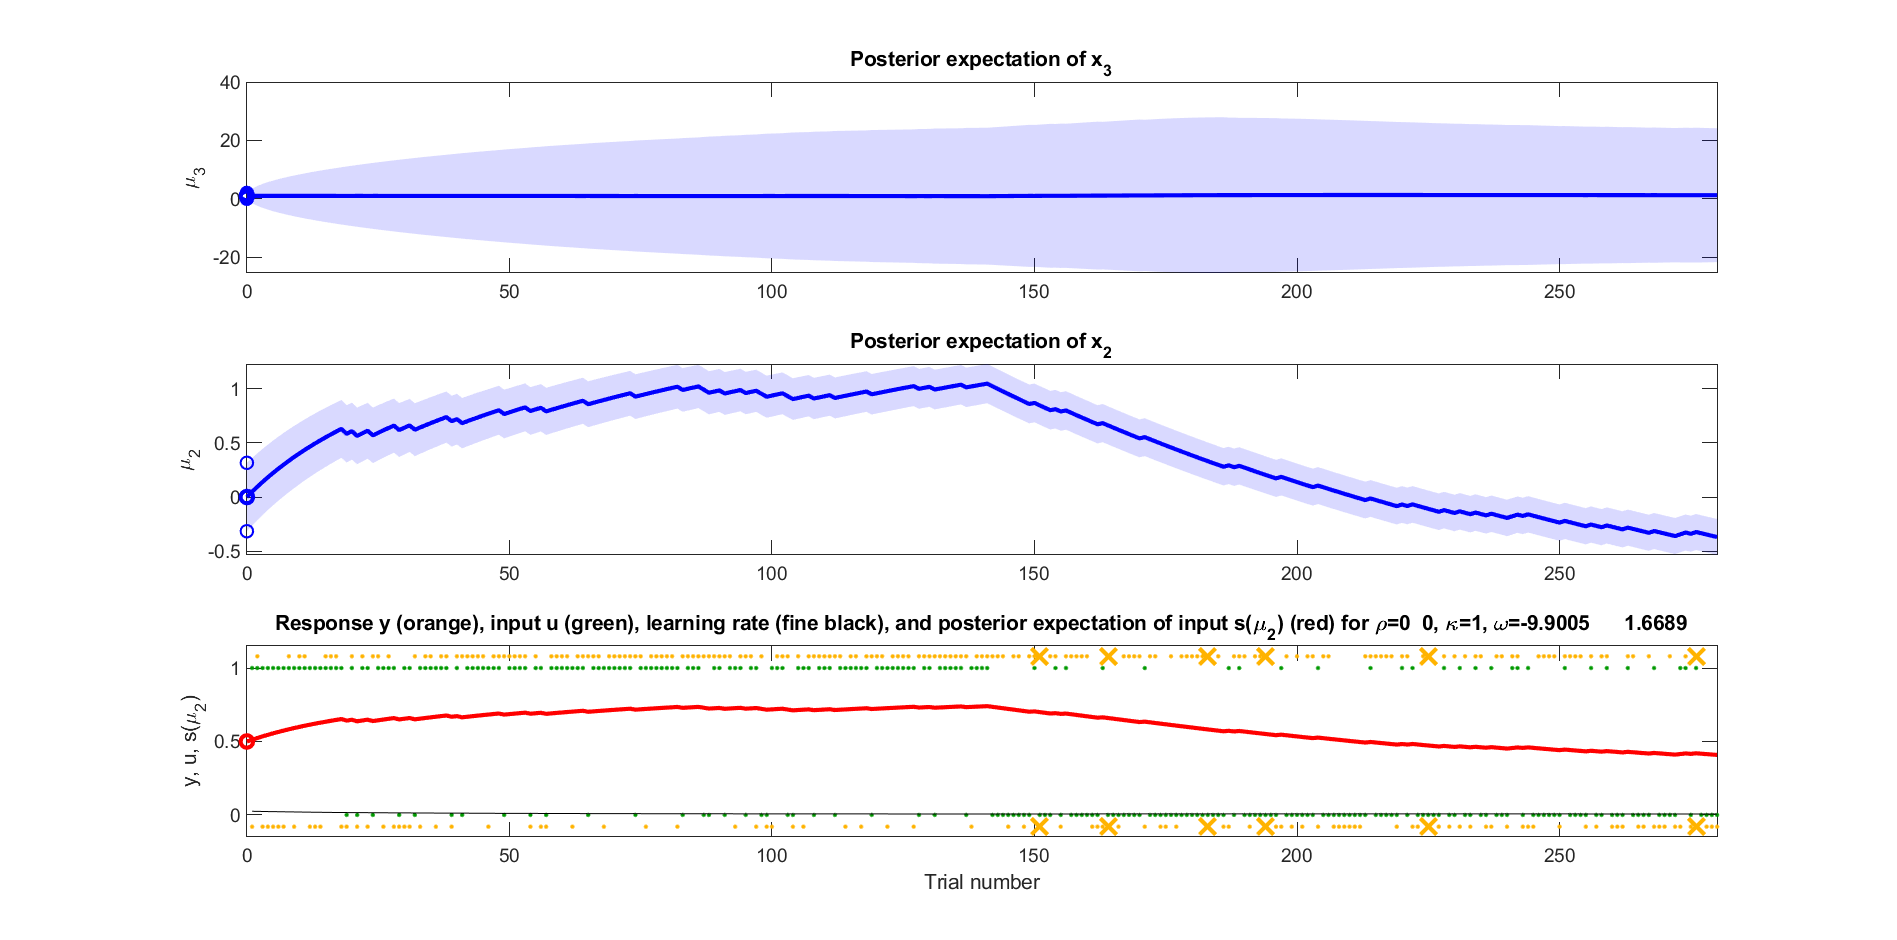 Posterior expectation of x3
40
20
0
-20
μ3
0 50 100 150 200 250
Posterior expectation of x2
1
0.5
0
-0.5
μ2
0 50 100 150 200 250
Response y (orange), input u (green), learning rate (fine black), and posterior expectation of input s(μ2) (red) for ρ=0 0, κ=1, ω=-9.9005 1.6689
1
0.5
0
y, u, s(μ2)
0 50 100 150 200 250
Trial number